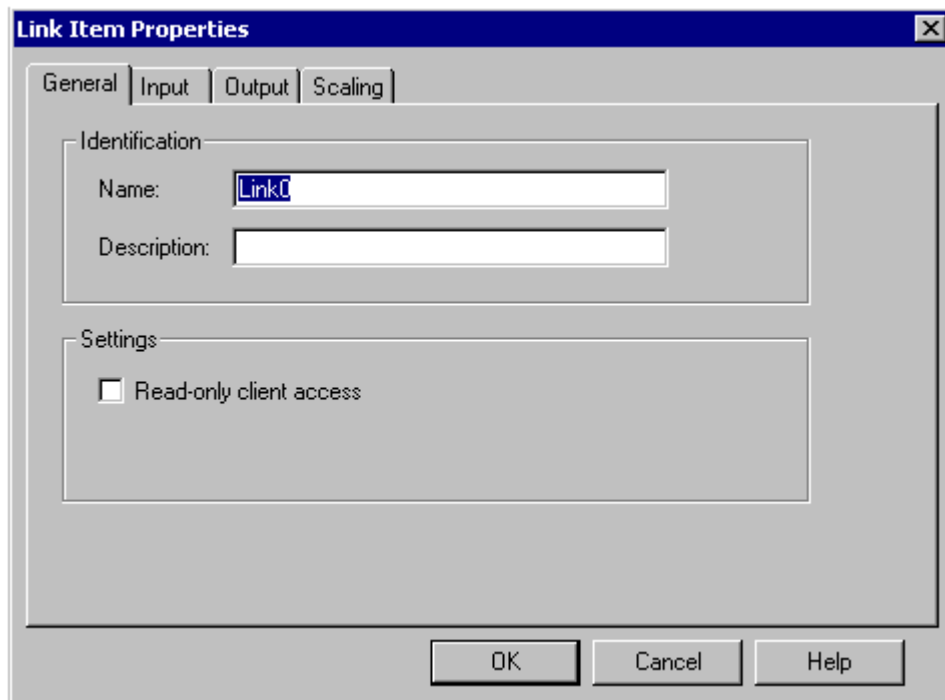 Link Item Properties
General Input Output Scaling
Identification
Name: Link0
Description:
Settings
Read-only client access
OK Cancel Help